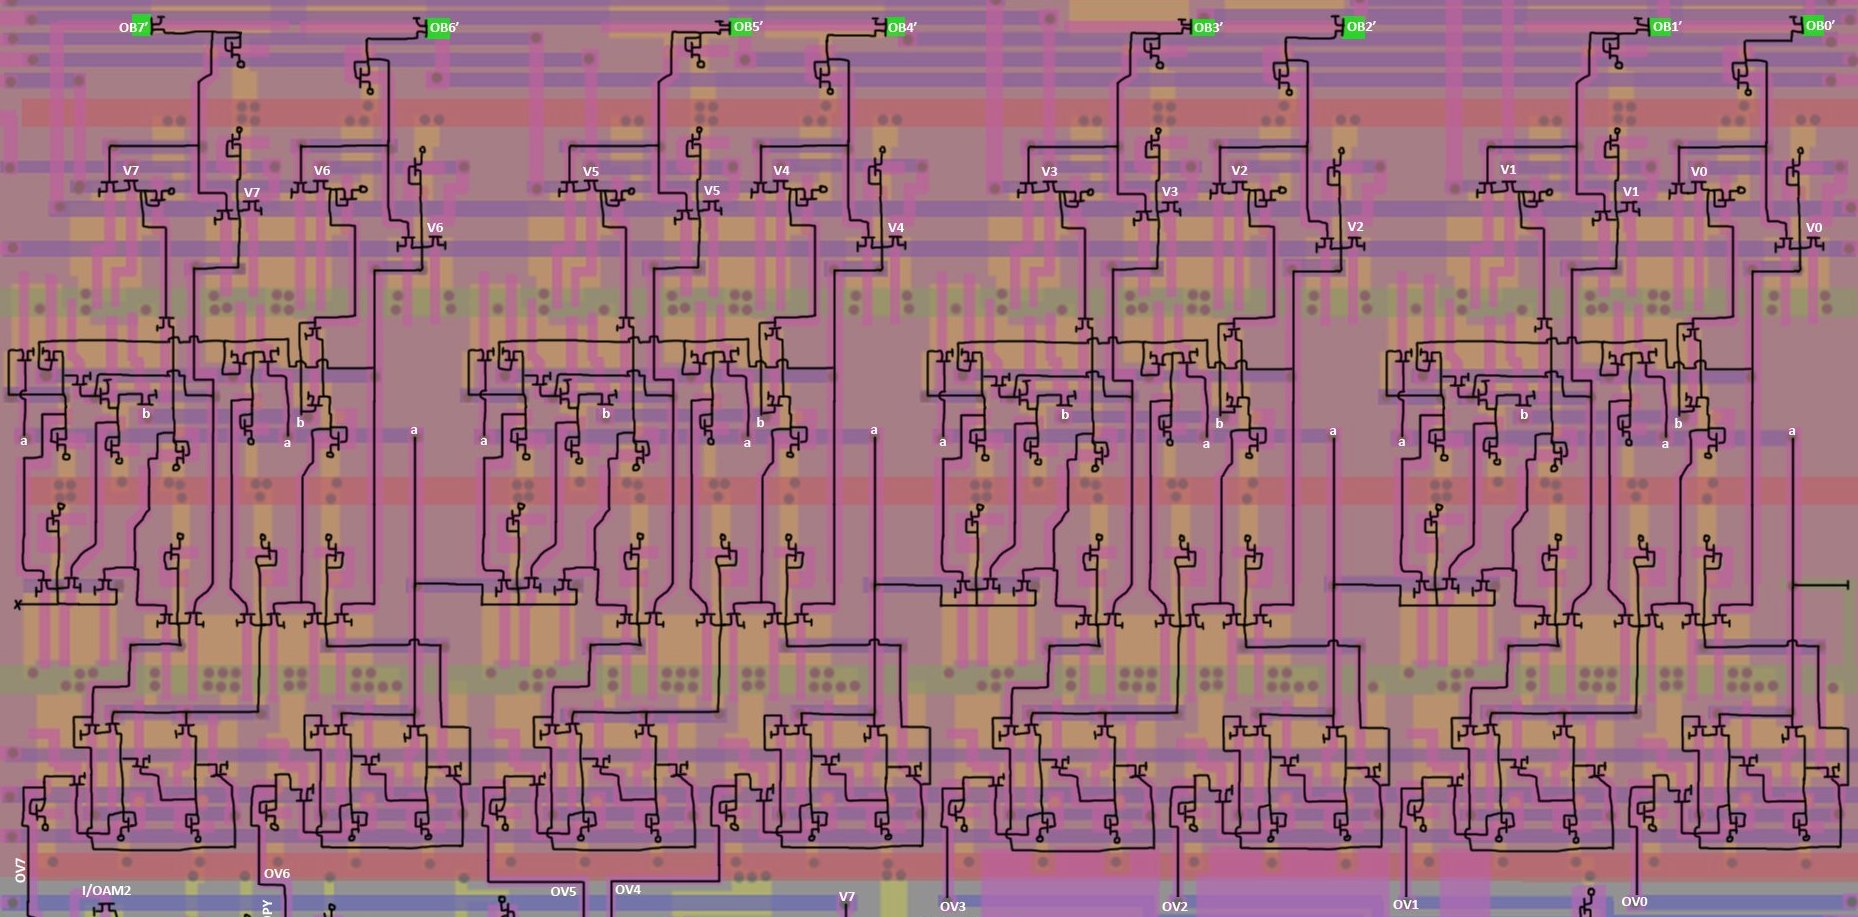 OB7' OB6' OB5' OB4' OB3' OB2' OB1' OB0'
V7 V6 V5 V4 V3 V2 V1 V0
V7 V5 V3 V1
V6 V4 V2 V0
b b b b
b b b b
a a a a
a a a a
a a a a
x
OV7
OV6
I/OAM2
OV5 OV4
V7
OV3 OV2 OV1 OV0